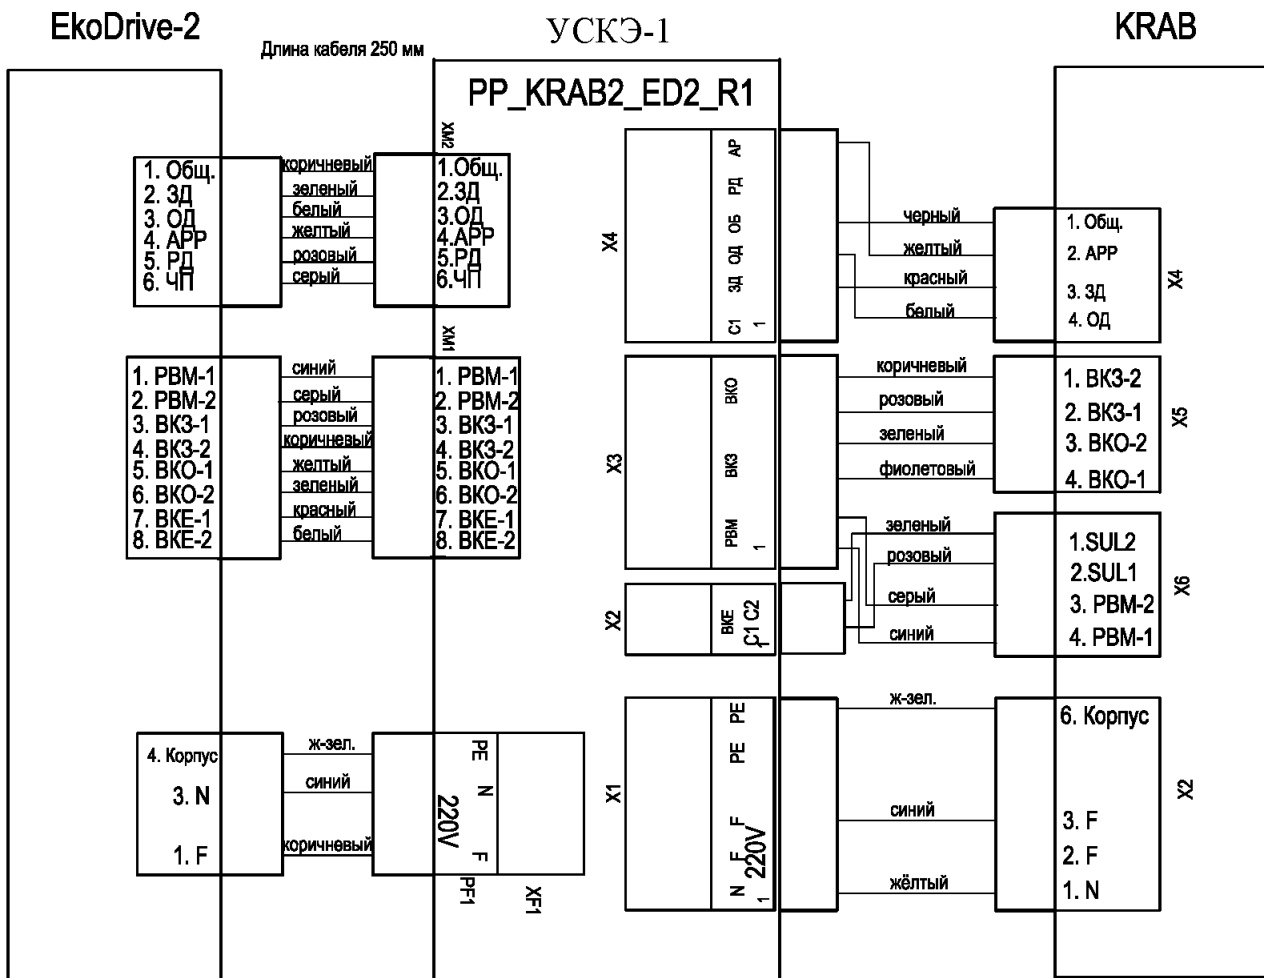 EkoDrive-2
УСКЭ-1
KRAB
Длина кабеля 250 мм
PP_KRAB2_ED2_R1
1. Общ.
2. ЗД
3. ОД
4. АРР
5. РД
6. ЧП
коричневый
зеленый
белый
желтый
розовый
серый
XM2
1.Общ.
2.ЗД
3.ОД
4.АРР
5.РД
6.ЧП
1. РВМ-1
2. РВМ-2
3. ВКЗ-1
4. ВКЗ-2
5. ВКО-1
6. ВКО-2
7. ВКЕ-1
8. ВКЕ-2
синий
серый
розовый
коричневый
желтый
зеленый
красный
белый
XM1
1. РВМ-1
2. РВМ-2
3. ВКЗ-1
4. ВКЗ-2
5. ВКО-1
6. ВКО-2
7. ВКЕ-1
8. ВКЕ-2
4. Корпус
3. N
1. F
ж-зел.
синий
коричневый
PE N F
220V
PF1
XF1
X4
С1 ЗД ОД ОБ РД АР
1
черный
желтый
красный
белый
1. Общ.
2. АРР
3. ЗД
4. ОД
X4
X3
РВМ ВКЗ ВКО
1
коричневый
розовый
зеленый
фиолетовый
1. ВКЗ-2
2. ВКЗ-1
3. ВКО-2
4. ВКО-1
X5
X2
ВКЕ
С1 С2
1
зеленый
розовый
серый
синий
1.SUL2
2.SUL1
3. РВМ-2
4. РВМ-1
X6
X1
N F F PE PE
220V
1
ж-зел.
синий
жёлтый
6. Корпус
3. F
2. F
1. N
X2